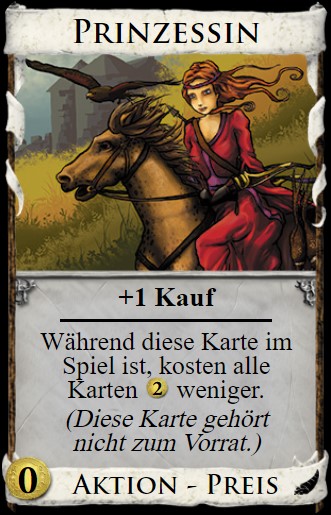 Prinzessin
+1 Kauf
Während diese Karte im
Spiel ist, kosten alle
Karten 2 weniger.
(Diese Karte gehört
nicht zum Vorrat.)
0 Aktion - Preis